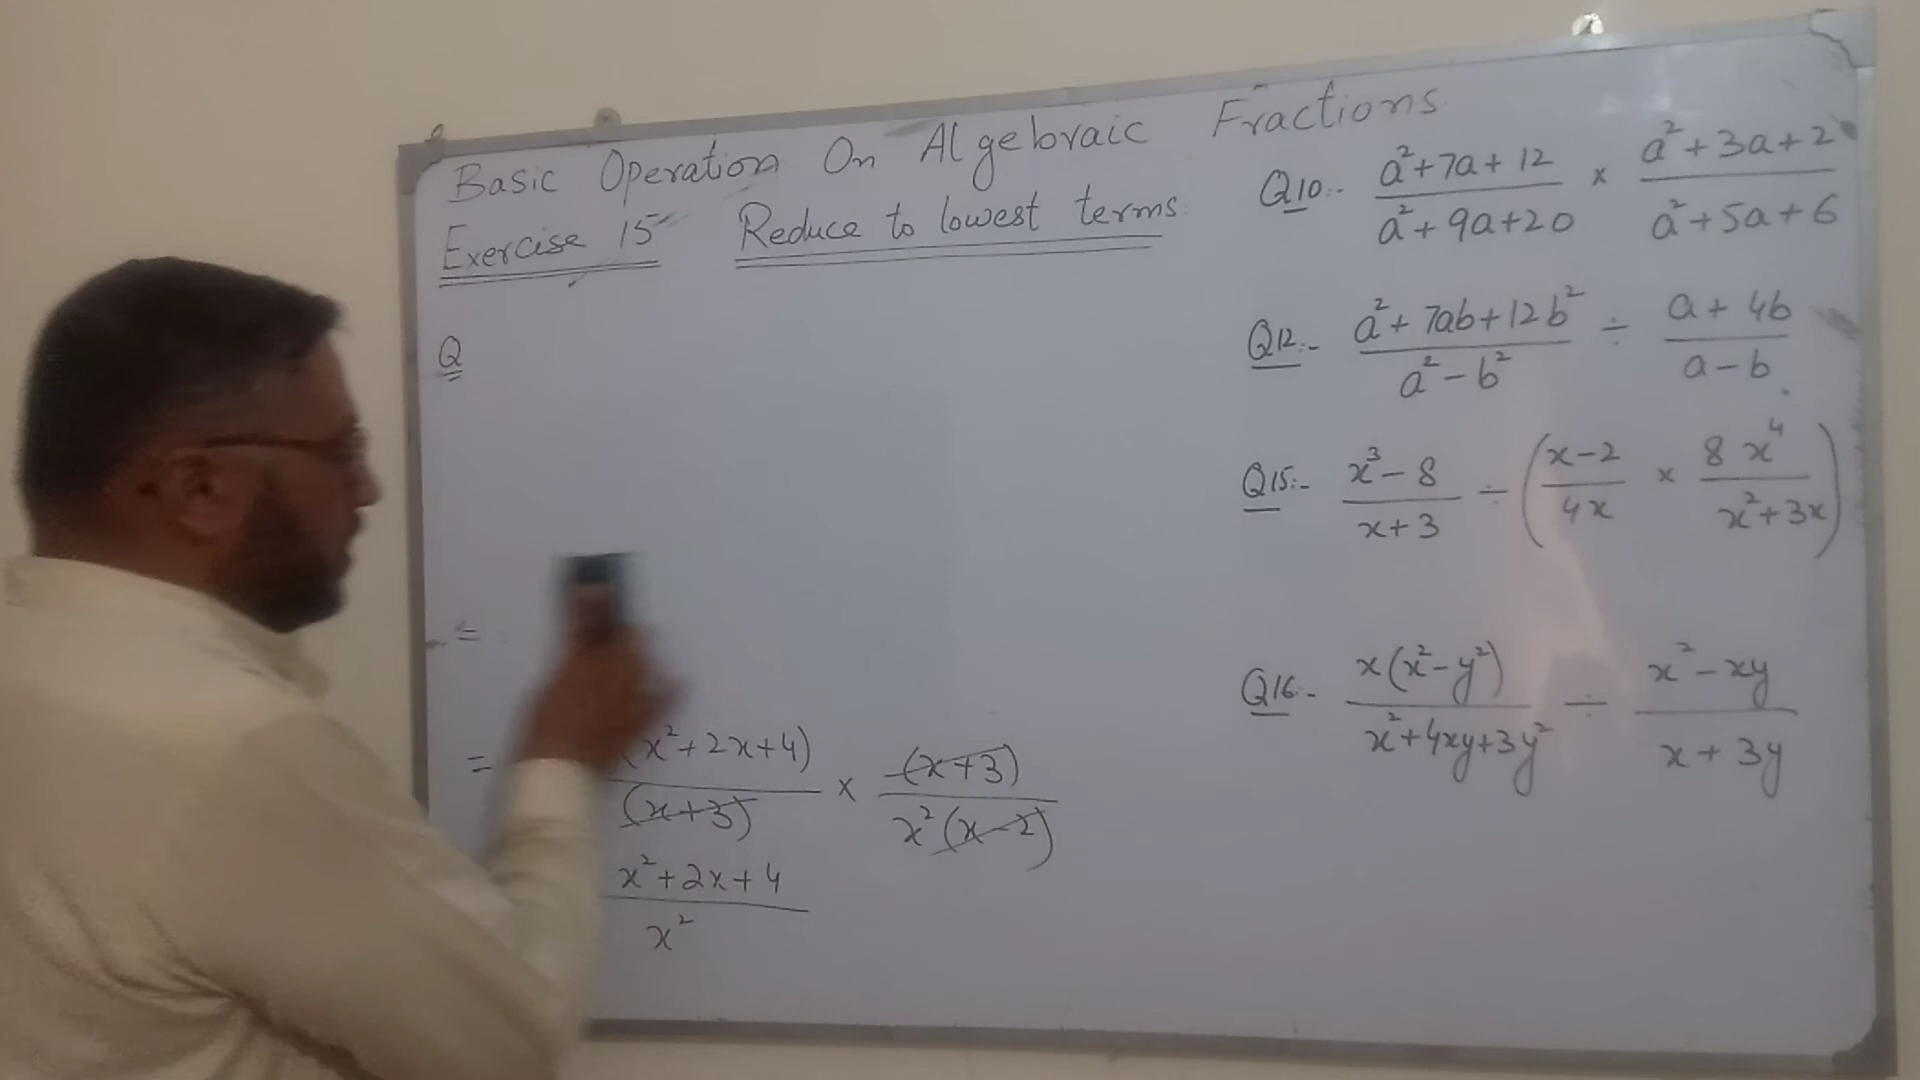 Basic Operation On Algebraic Fractions
Exercise 15 Reduce to lowest terms
Q
=
= (x²+2x+4)/(x+3) × (x+3)/x²(x-2)
x²+2x+4/x²
Q10:- a²+7a+12/a²+9a+20 × a²+3a+2/a²+5a+6
Q12:- a²+7ab+12b²/a²-b² ÷ a+4b/a-b
Q15:- x³-8/x+3 ÷ (x-2/4x × 8x⁴/x²+3x)
Q16:- x(x²-y²)/x²+4xy+3y² ÷ x²-xy/x+3y